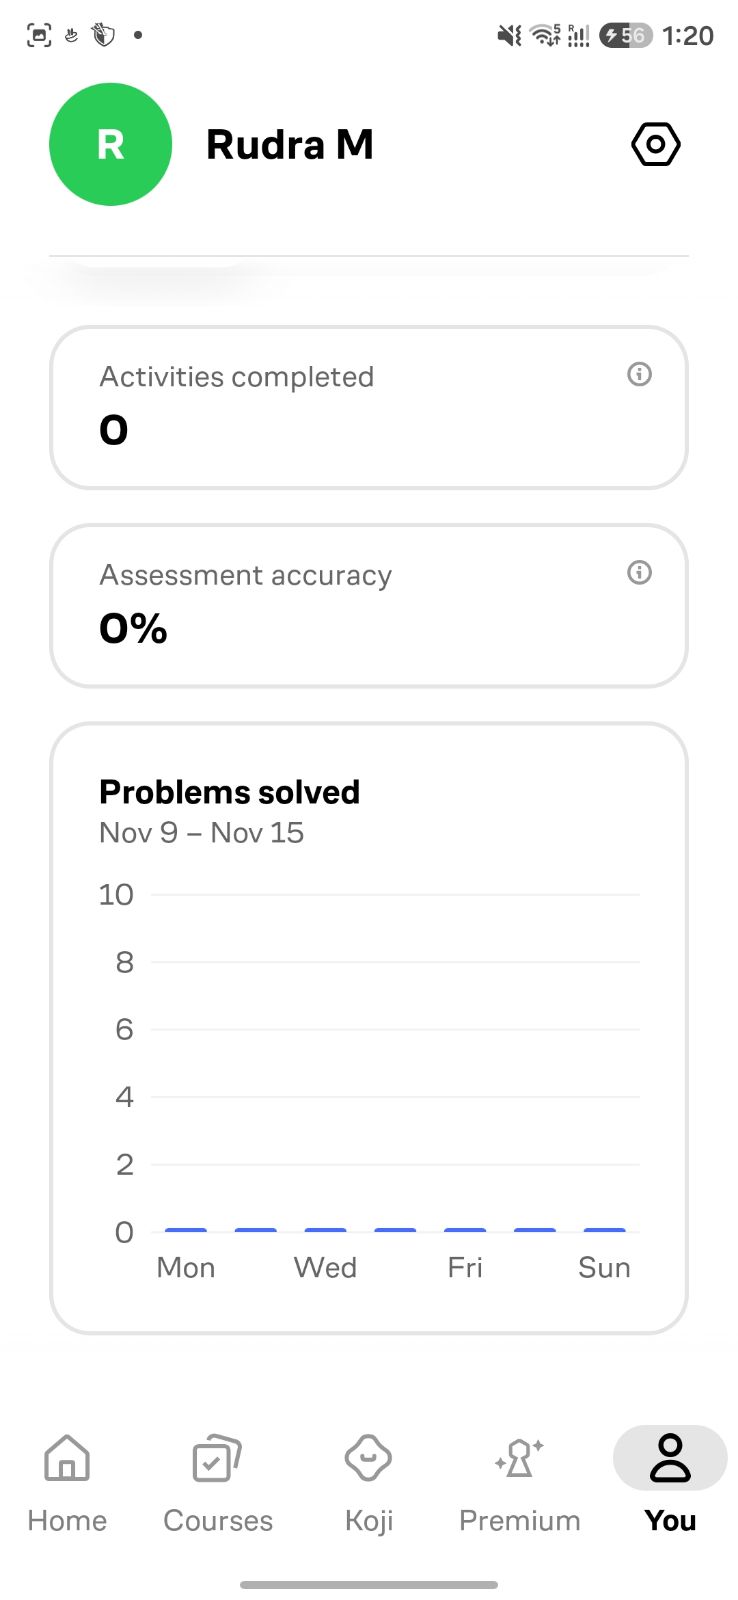 56 1:20
R
Rudra M
Activities completed
0
Assessment accuracy
0%
Problems solved
Nov 9 – Nov 15
10
8
6
4
2
0
Mon Wed Fri Sun
Home Courses Koji Premium You